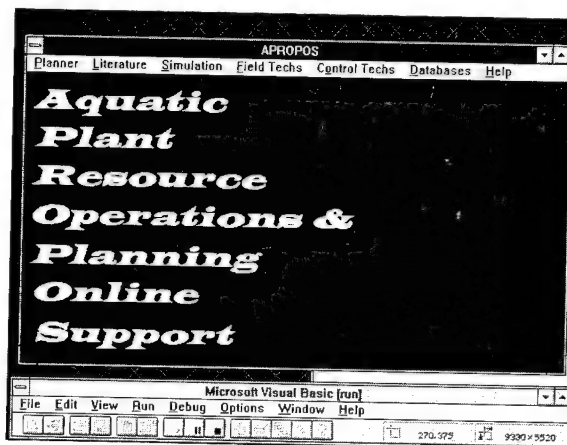 APROPOS
Planner Literature Simulation Field Techs Control Techs Databases Help
Aquatic
Plant
Resource
Operations &
Planning
Online
Support
Microsoft Visual Basic [run]
File Edit View Run Debug Options Window Help
270,375 9330×5520